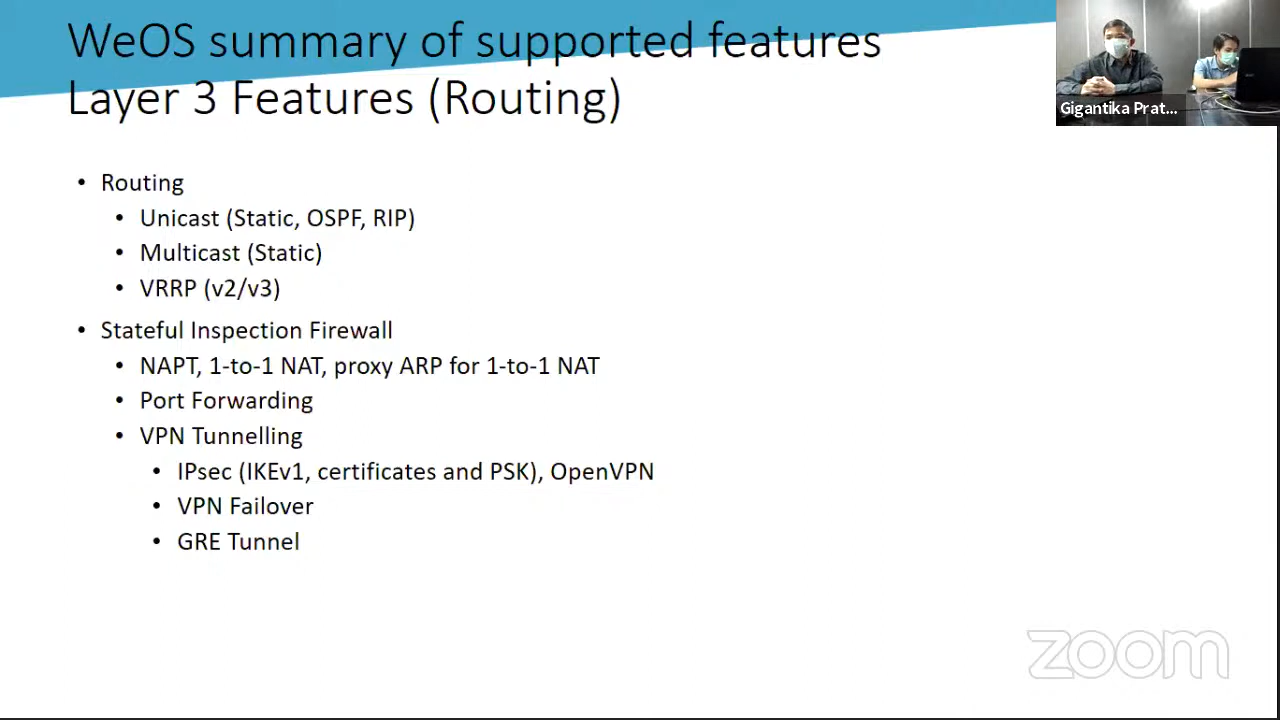 WeOS summary of supported features
Layer 3 Features (Routing)
Gigantika Prat...
• Routing
• Unicast (Static, OSPF, RIP)
• Multicast (Static)
• VRRP (v2/v3)
• Stateful Inspection Firewall
• NAPT, 1-to-1 NAT, proxy ARP for 1-to-1 NAT
• Port Forwarding
• VPN Tunnelling
• IPsec (IKEv1, certificates and PSK), OpenVPN
• VPN Failover
• GRE Tunnel
zoom